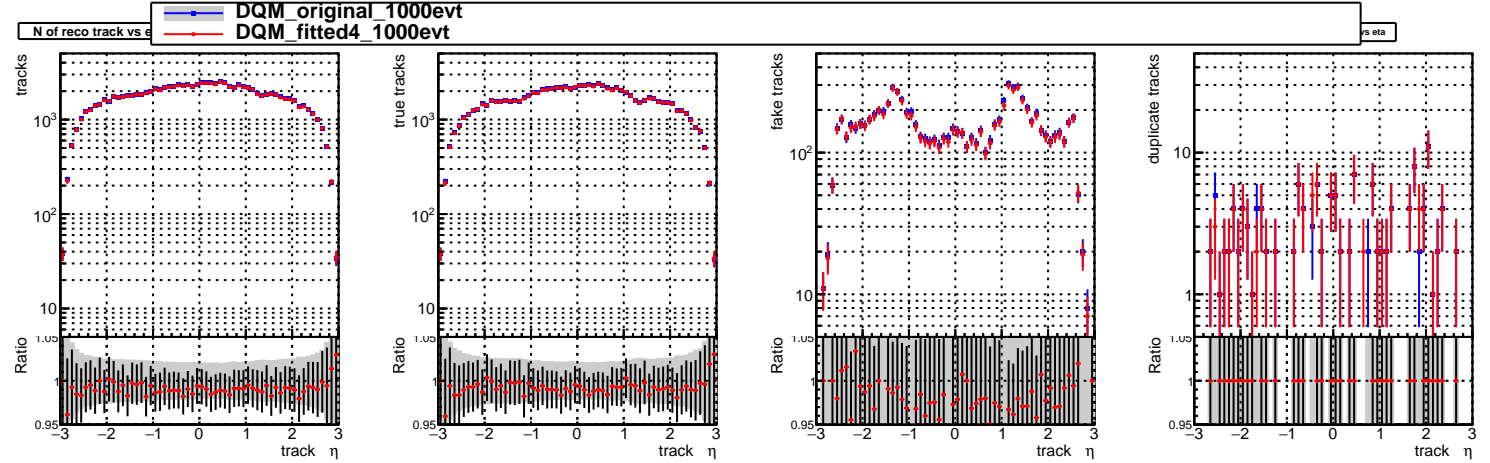 DQM_original_1000evt
DQM_fitted4_1000evt
N of reco track vs e
vs eta
tracks
10³
10²
10
Ratio
1.05
1
0.95
−3 −2 −1 0 1 2 3
track η
true tracks
10³
10²
10
Ratio
1.05
1
0.95
−3 −2 −1 0 1 2 3
track η
fake tracks
10²
10
Ratio
1.05
1
0.95
−3 −2 −1 0 1 2 3
track η
duplicate tracks
10
1
Ratio
1.05
1
0.95
−3 −2 −1 0 1 2 3
track η